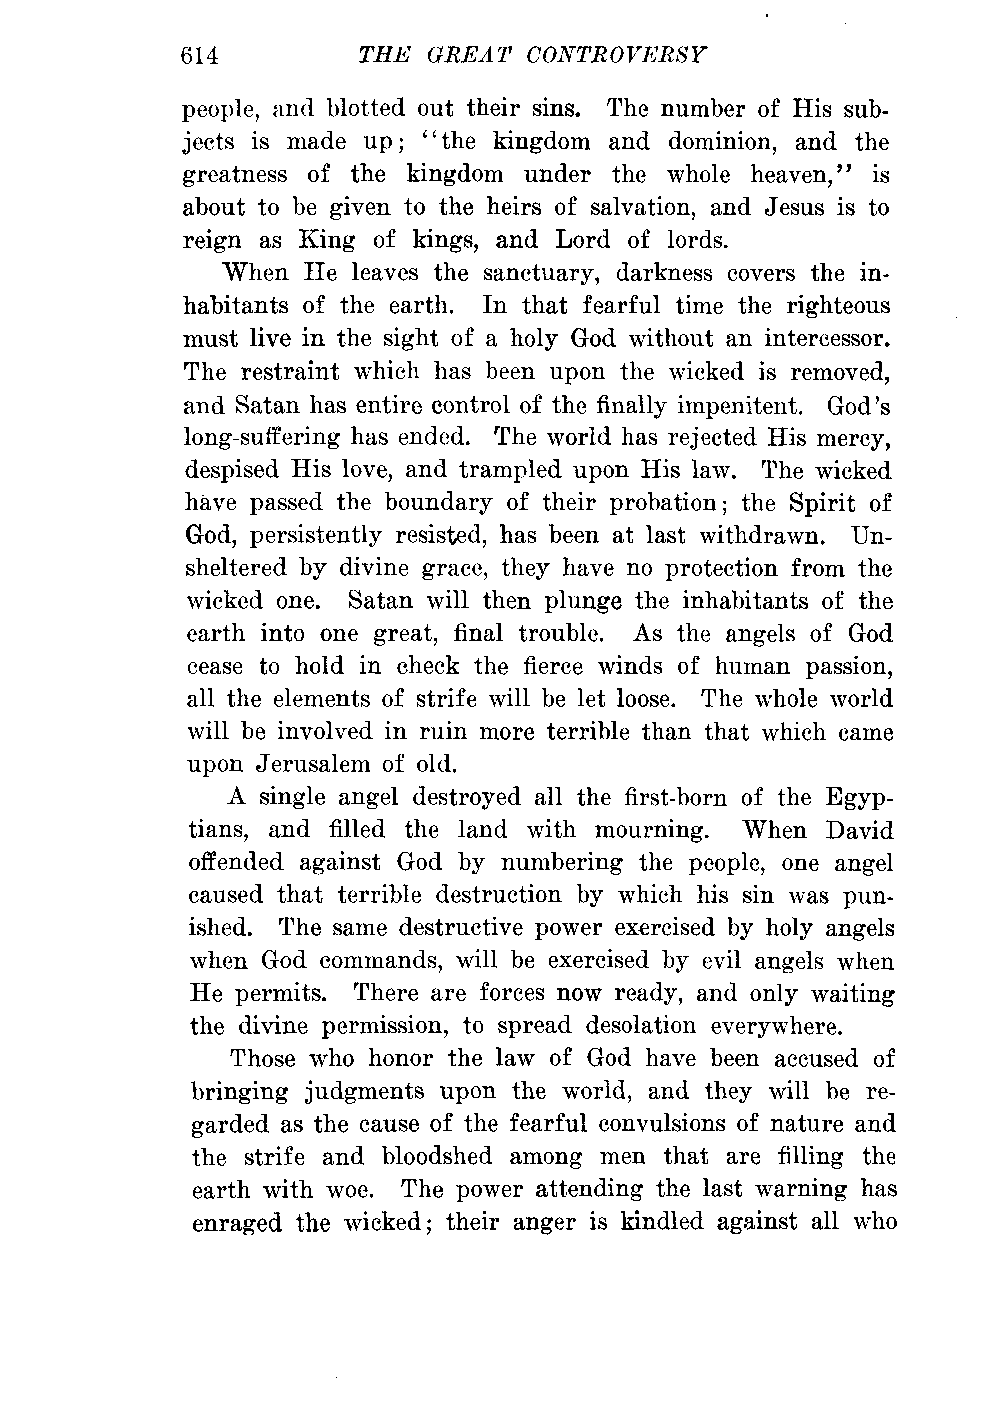 614 THE GREAT CONTROVERSY
people, and blotted out their sins. The number of His sub-
jects is made up; "the kingdom and dominion, and the
greatness of the kingdom under the whole heaven," is
about to be given to the heirs of salvation, and Jesus is to
reign as King of kings, and Lord of lords.
When He leaves the sanctuary, darkness covers the in-
habitants of the earth. In that fearful time the righteous
must live in the sight of a holy God without an intercessor.
The restraint which has been upon the wicked is removed,
and Satan has entire control of the finally impenitent. God's
long-suffering has ended. The world has rejected His mercy,
despised His love, and trampled upon His law. The wicked
have passed the boundary of their probation; the Spirit of
God, persistently resisted, has been at last withdrawn. Un-
sheltered by divine grace, they have no protection from the
wicked one. Satan will then plunge the inhabitants of the
earth into one great, final trouble. As the angels of God
cease to hold in check the fierce winds of human passion,
all the elements of strife will be let loose. The whole world
will be involved in ruin more terrible than that which came
upon Jerusalem of old.
A single angel destroyed all the first-born of the Egyp-
tians, and filled the land with mourning. When David
offended against God by numbering the people, one angel
caused that terrible destruction by which his sin was pun-
ished. The same destructive power exercised by holy angels
when God commands, will be exercised by evil angels when
He permits. There are forces now ready, and only waiting
the divine permission, to spread desolation everywhere.
Those who honor the law of God have been accused of
bringing judgments upon the world, and they will be re-
garded as the cause of the fearful convulsions of nature and
the strife and bloodshed among men that are filling the
earth with woe. The power attending the last warning has
enraged the wicked; their anger is kindled against all who